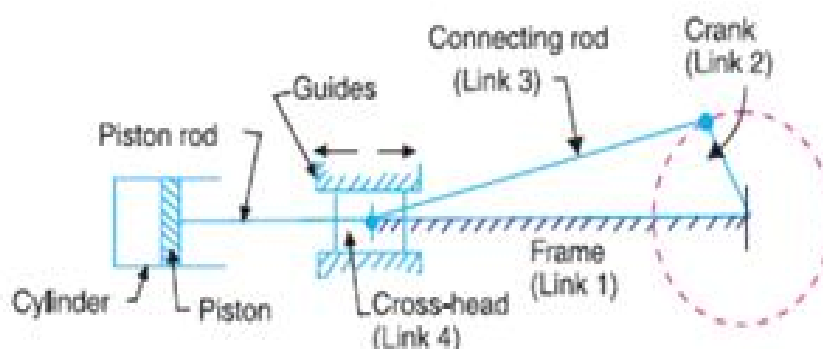 Connecting rod
(Link 3)
Crank
(Link 2)
Guides
Piston rod
Frame
(Link 1)
Cylinder
Piston
Cross-head
(Link 4)